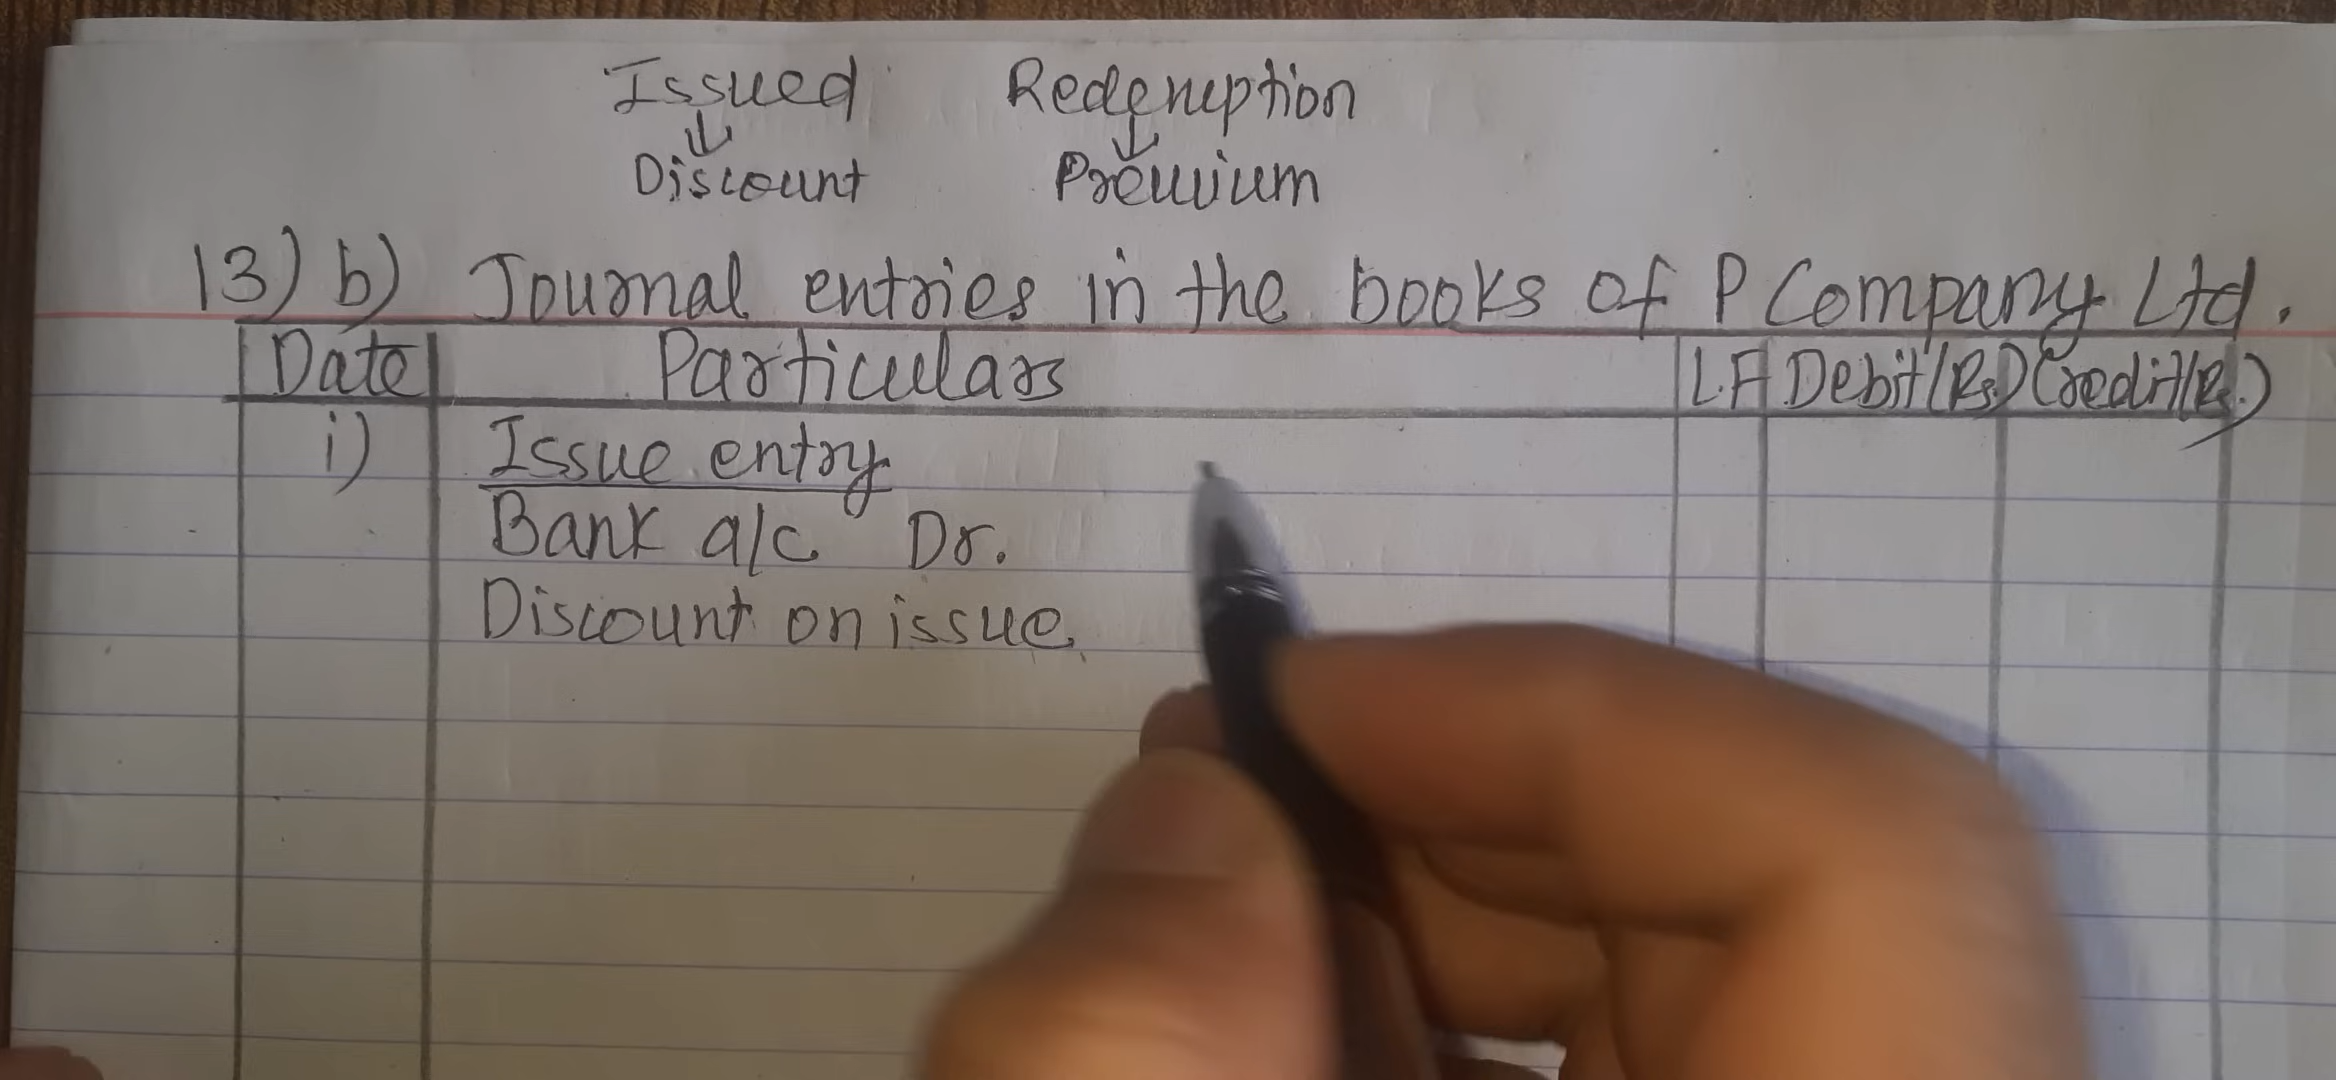 Issued Redemption
Discount Premium
13) b) Journal entries in the books of P Company Ltd.
Date Particulars L.F Debit(Rs.) Credit(Rs.)
i) Issue entry
Bank a/c Dr.
Discount on issue